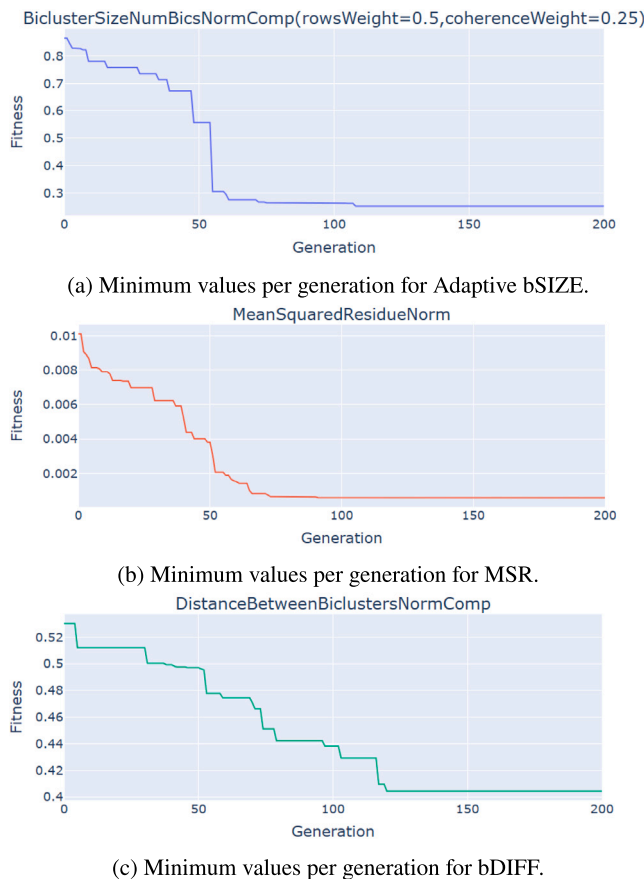 BiclusterSizeNumBicsNormComp(rowsWeight=0.5,coherenceWeight=0.25)
0.8
0.7
0.6
0.5
0.4
0.3
Fitness
0 50 100 150 200
Generation
(a) Minimum values per generation for Adaptive bSIZE.
MeanSquaredResidueNorm
0.01
0.008
0.006
0.004
0.002
Fitness
0 50 100 150 200
Generation
(b) Minimum values per generation for MSR.
DistanceBetweenBiclustersNormComp
0.52
0.5
0.48
0.46
0.44
0.42
0.4
Fitness
0 50 100 150 200
Generation
(c) Minimum values per generation for bDIFF.